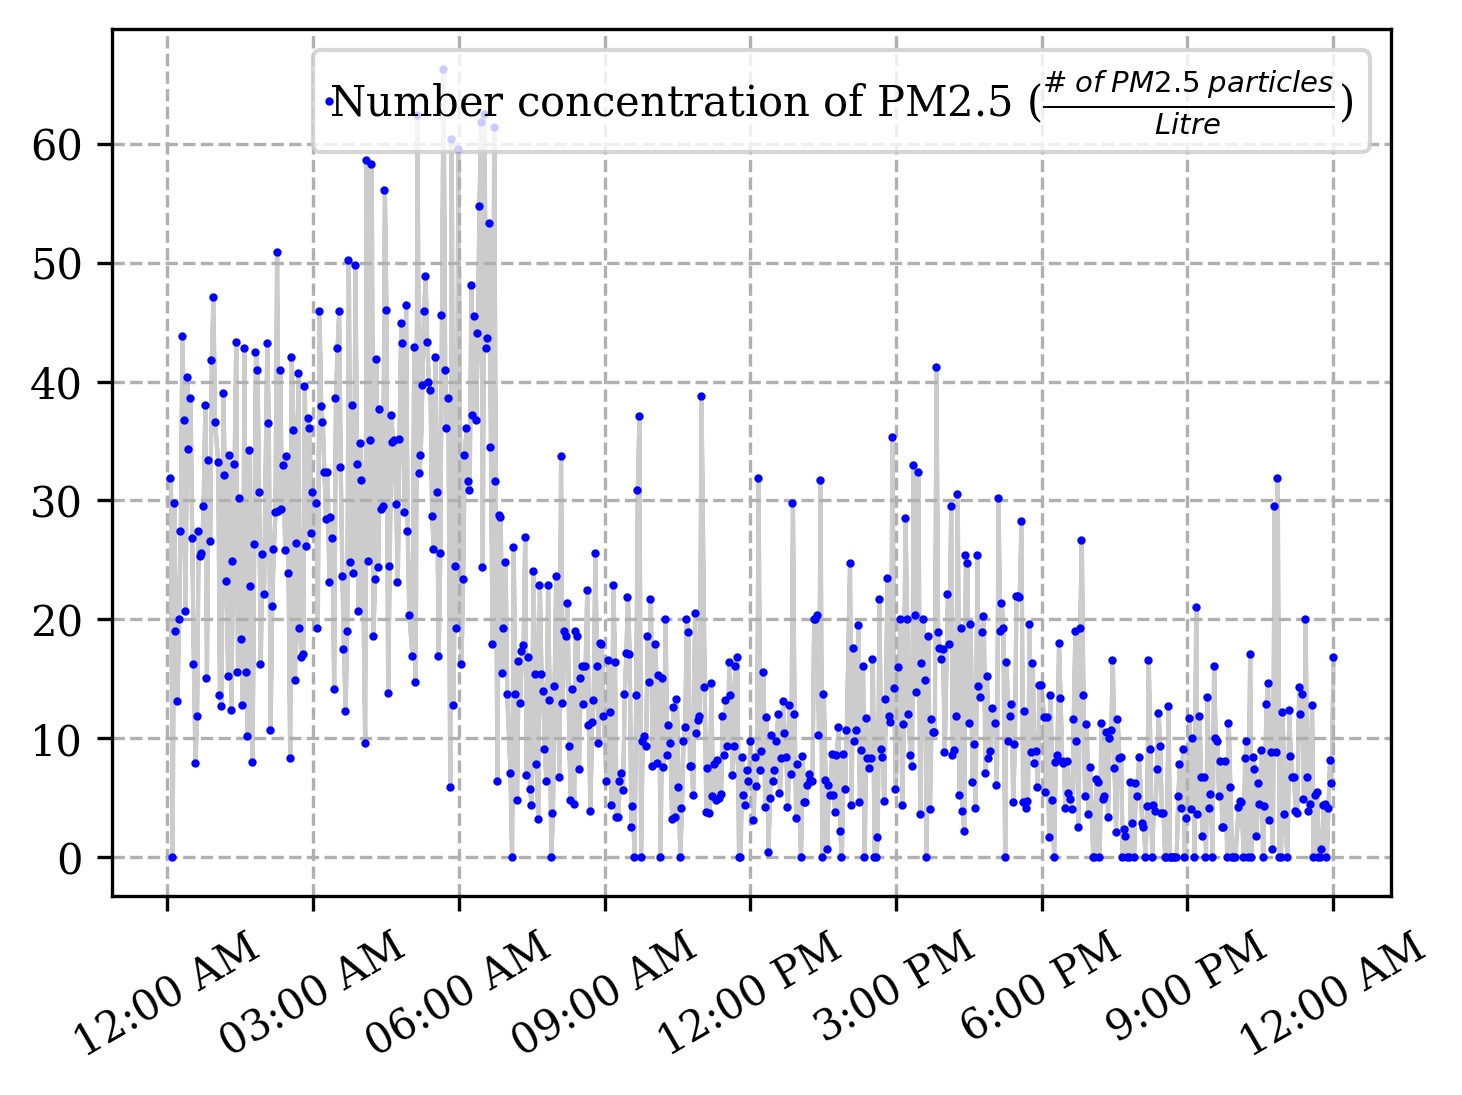 Number concentration of PM2.5 (# of PM2.5 particles / Litre)
60
50
40
30
20
10
0
12:00 AM
03:00 AM
06:00 AM
09:00 AM
12:00 PM
3:00 PM
6:00 PM
9:00 PM
12:00 AM